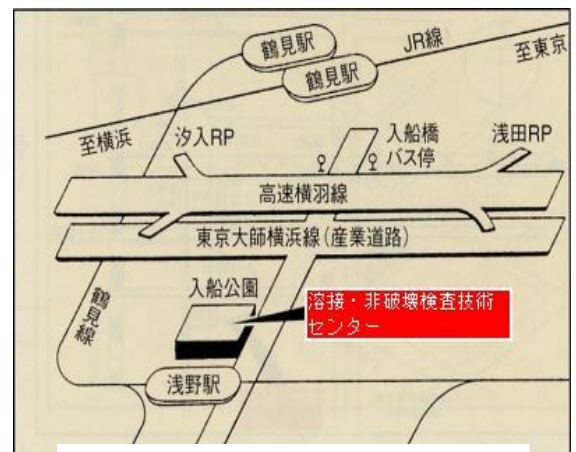 鶴見駅
JR線
至東京
鶴見駅
至横浜
汐入RP
入船橋
バス停
浅田RP
高速横羽線
東京大師横浜線(産業道路)
入船公園
鶴見線
溶接・非破壊検査技術
センター
浅野駅